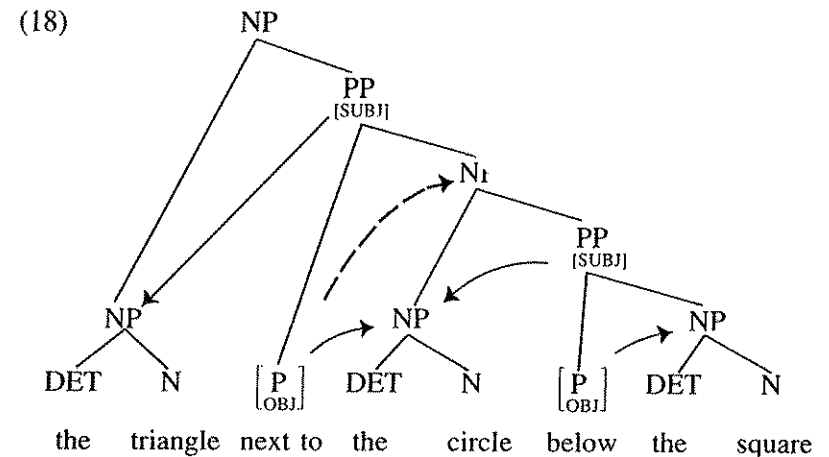 (18) NP
PP
[SUBJ]
Nı
PP
[SUBJ]
NP NP NP
DET N [P OBJ.] DET N [P OBJ.] DET N
the triangle next to the circle below the square